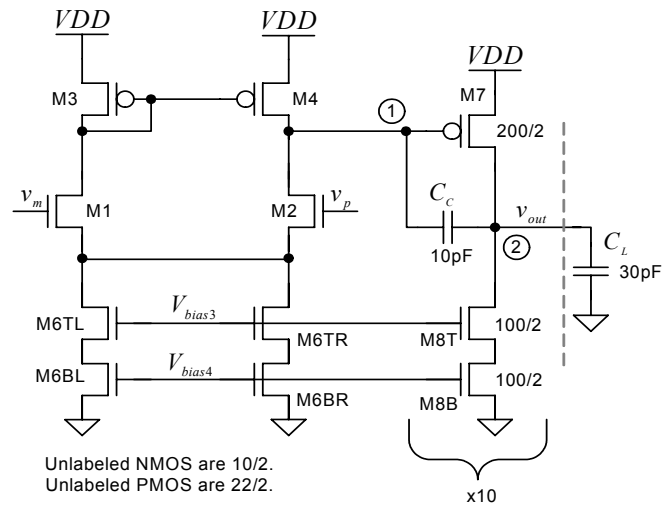 VDD
VDD
VDD
M3
M4
M7
1
200/2
v_m
M1
M2
v_p
C_C
10pF
v_out
2
C_L
30pF
V_bias3
M6TL
M6TR
M8T
100/2
V_bias4
M6BL
M6BR
M8B
100/2
Unlabeled NMOS are 10/2.
Unlabeled PMOS are 22/2.
x10